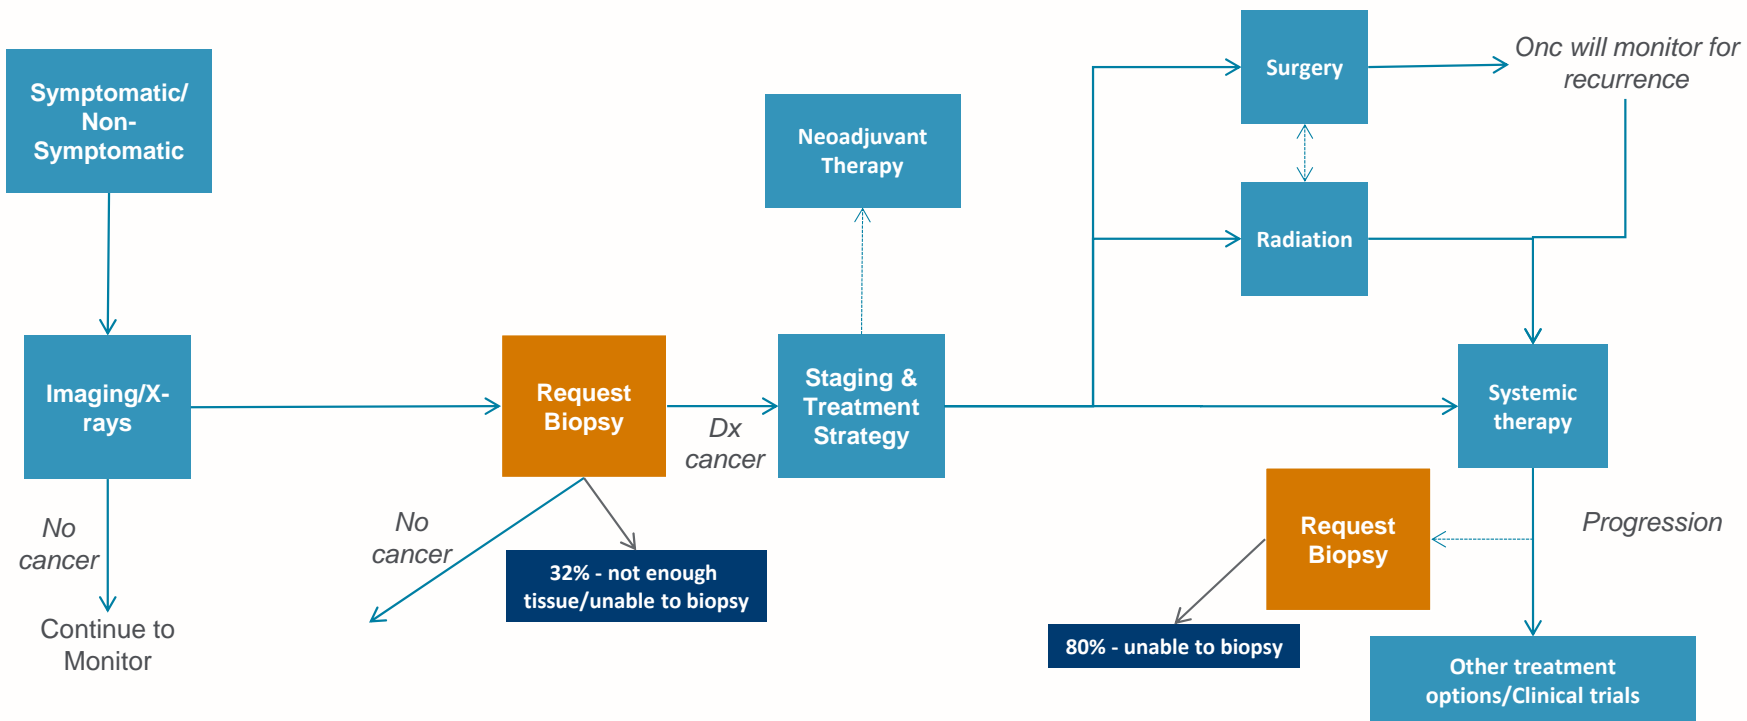 Symptomatic/
Non-
Symptomatic
Imaging/X-
rays
No
cancer
Continue to
Monitor
Request
Biopsy
No
cancer
32% - not enough
tissue/unable to biopsy
Dx
cancer
Staging &
Treatment
Strategy
Neoadjuvant
Therapy
Surgery
Onc will monitor for
recurrence
Radiation
Systemic
therapy
Progression
Request
Biopsy
80% - unable to biopsy
Other treatment
options/Clinical trials